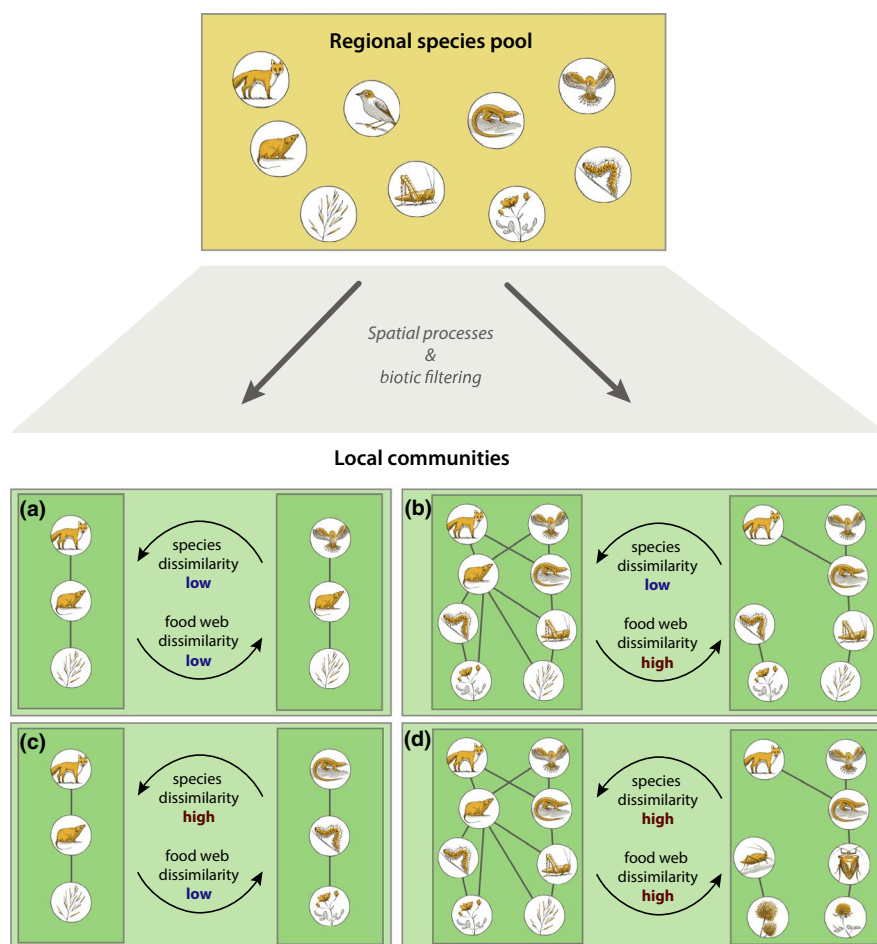 Regional species pool
Spatial processes
&
biotic filtering
Local communities
(a)
species
dissimilarity
low
food web
dissimilarity
low
(b)
species
dissimilarity
low
food web
dissimilarity
high
(c)
species
dissimilarity
high
food web
dissimilarity
low
(d)
species
dissimilarity
high
food web
dissimilarity
high